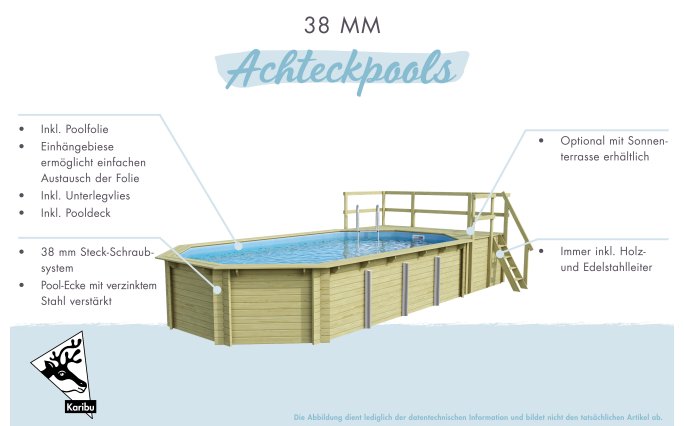 38 MM
Achteckpools
• Inkl. Poolfolie
• Einhängebiese
ermöglicht einfachen
Austausch der Folie
• Inkl. Unterlegvlies
• Inkl. Pooldeck
• 38 mm Steck-Schraub-
system
• Pool-Ecke mit verzinktem
Stahl verstärkt
• Optional mit Sonnen-
terrasse erhältlich
• Immer inkl. Holz-
und Edelstahlleiter
Karibu
Die Abbildung dient lediglich der datentechnischen Information und bildet nicht den tatsächlichen Artikel ab.